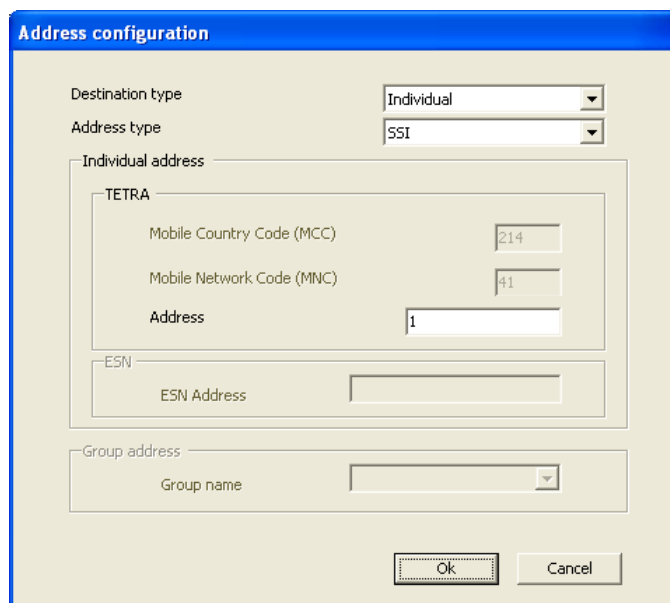 Address configuration
Destination type Individual
Address type SSI
Individual address
TETRA
Mobile Country Code (MCC) 214
Mobile Network Code (MNC) 41
Address 1
ESN
ESN Address
Group address
Group name
Ok Cancel